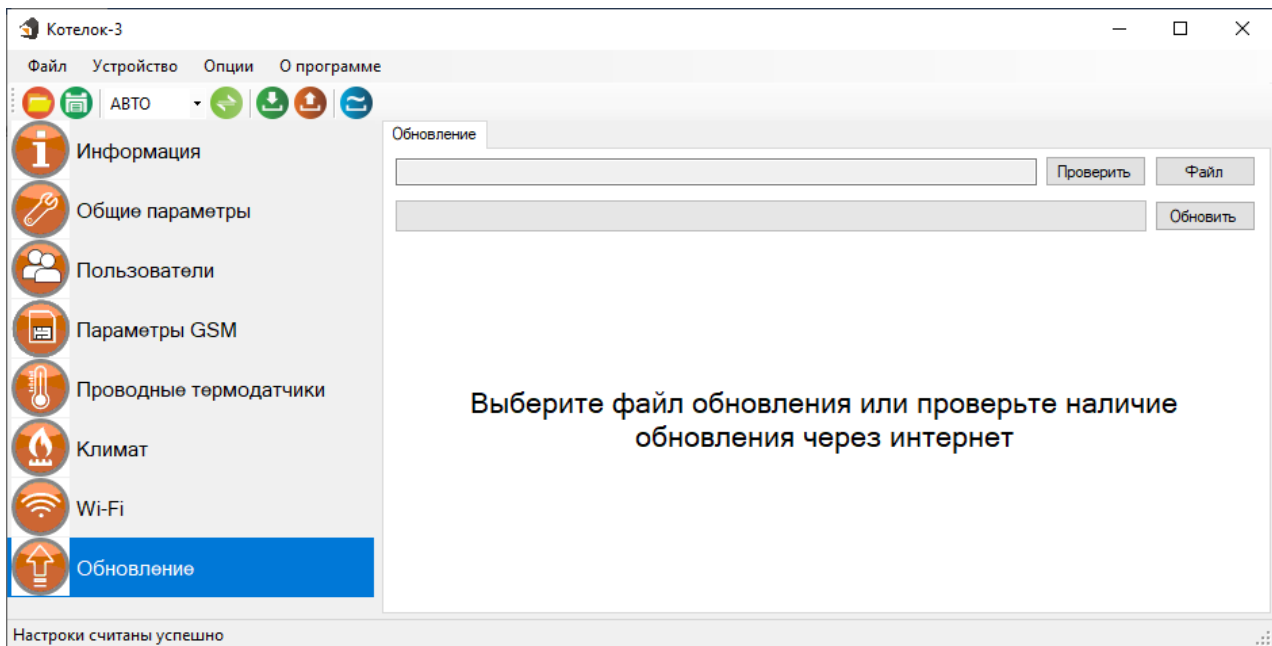 Котелок-3
Файл Устройство Опции О программе
АВТО
Информация
Общие параметры
Пользователи
Параметры GSM
Проводные термодатчики
Климат
Wi-Fi
Обновление
Обновление
Проверить Файл
Обновить
Выберите файл обновления или проверьте наличие
обновления через интернет
Настроки считаны успешно